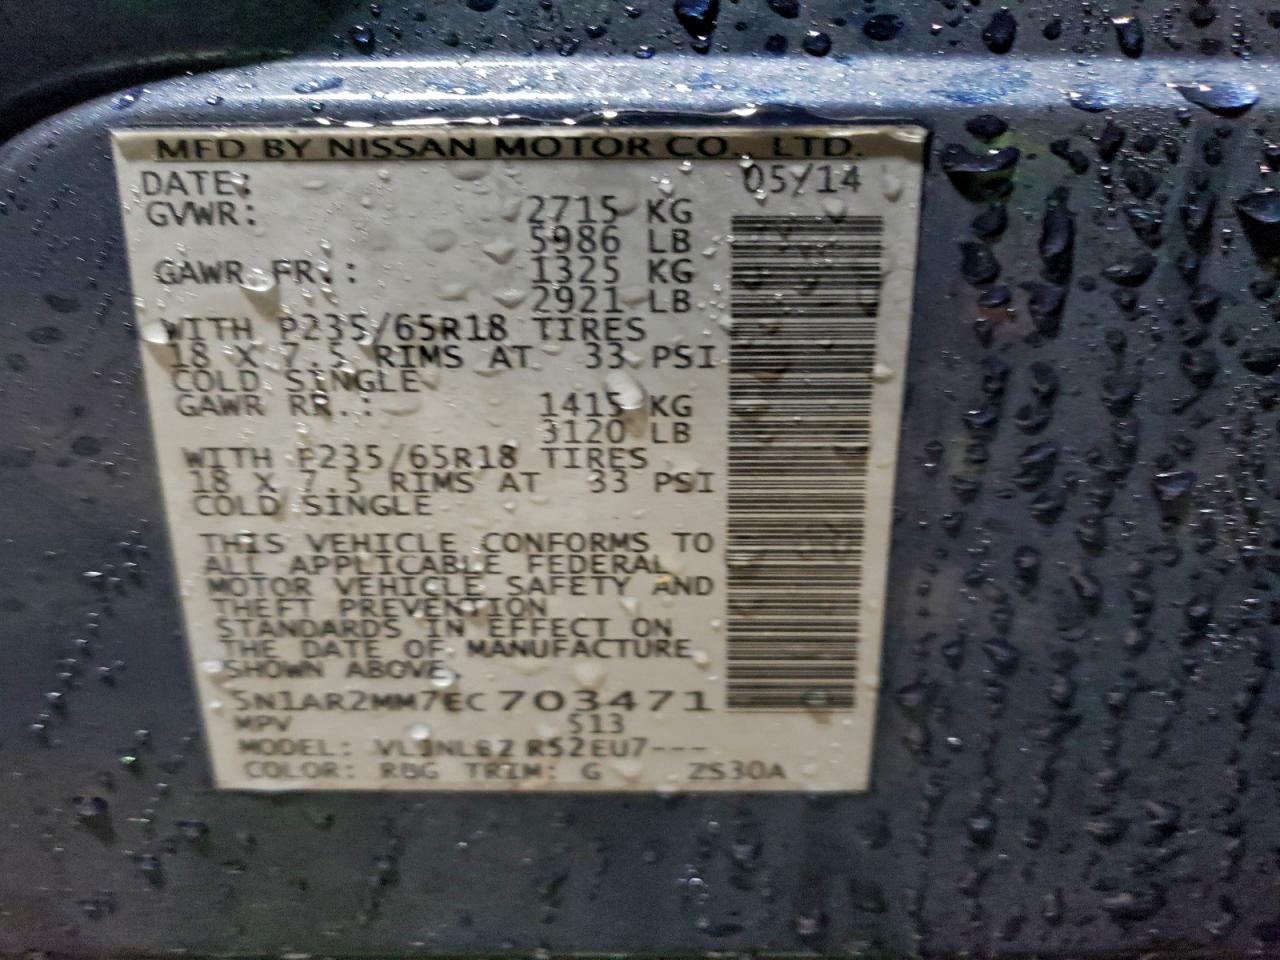 MFD BY NISSAN MOTOR CO., LTD.
DATE: 05/14
GVWR: 2715 KG
5986 LB
GAWR FR.: 1325 KG
2921 LB
WITH P235/65R18 TIRES
18 X 7.5 RIMS AT 33 PSI
COLD SINGLE
GAWR RR.: 1415 KG
3120 LB
WITH P235/65R18 TIRES
18 X 7.5 RIMS AT 33 PSI
COLD SINGLE
THIS VEHICLE CONFORMS TO
ALL APPLICABLE FEDERAL
MOTOR VEHICLE SAFETY AND
THEFT PREVENTION
STANDARDS IN EFFECT ON
THE DATE OF MANUFACTURE
SHOWN ABOVE.
5N1AR2MM7EC703471
MPV 513
MODEL: R52EU7---
COLOR: RBG TRIM: G 2S30A